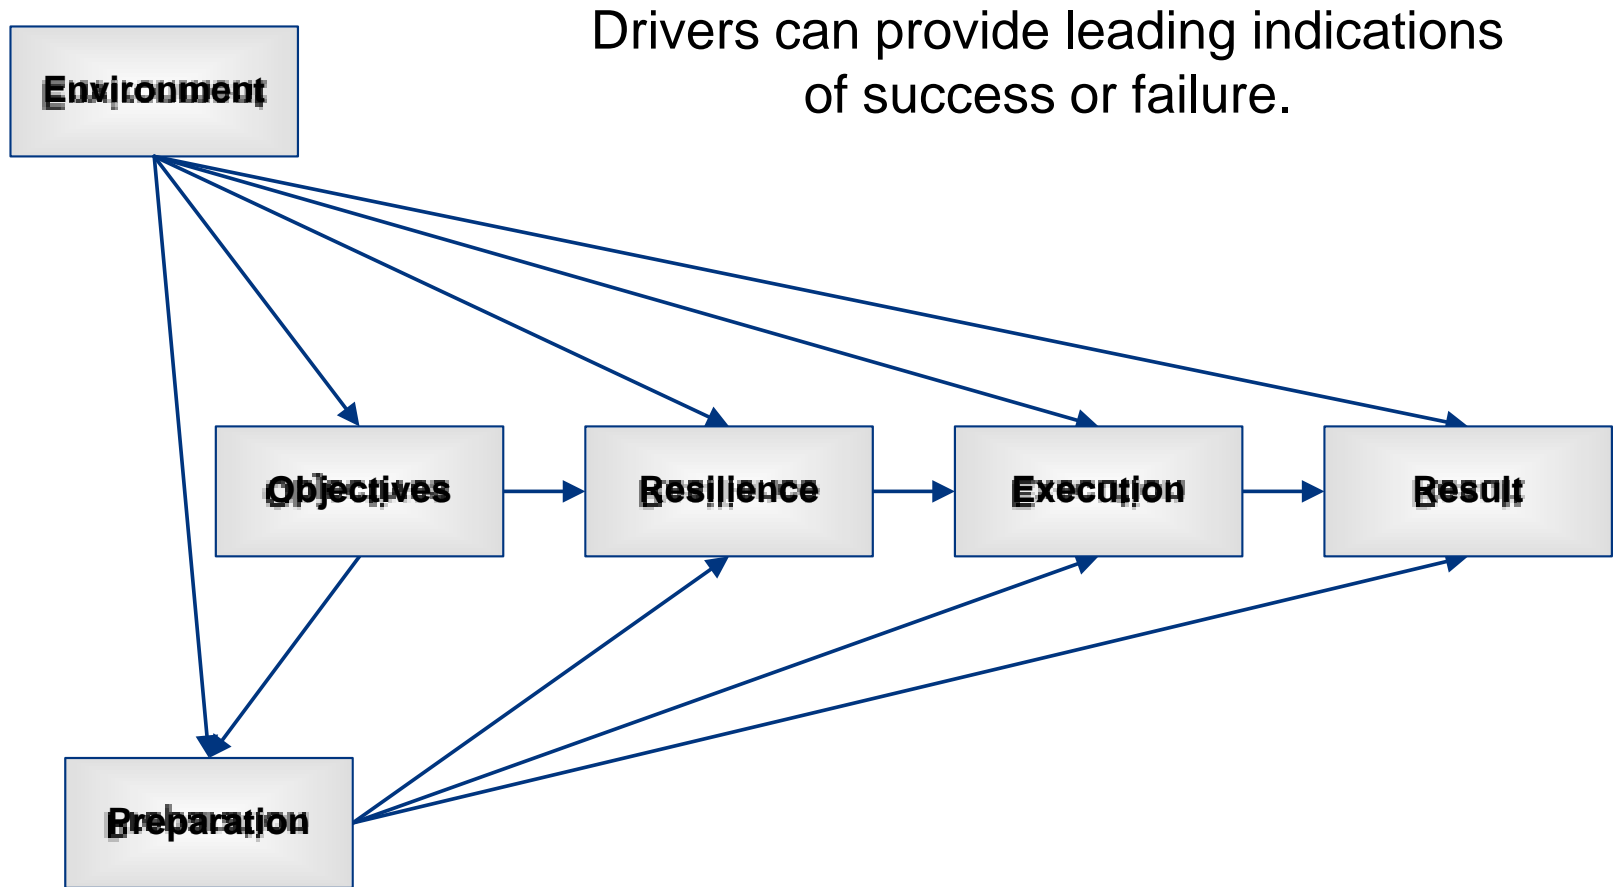 Drivers can provide leading indications
of success or failure.
Environment
Objectives
Resilience
Execution
Result
Preparation